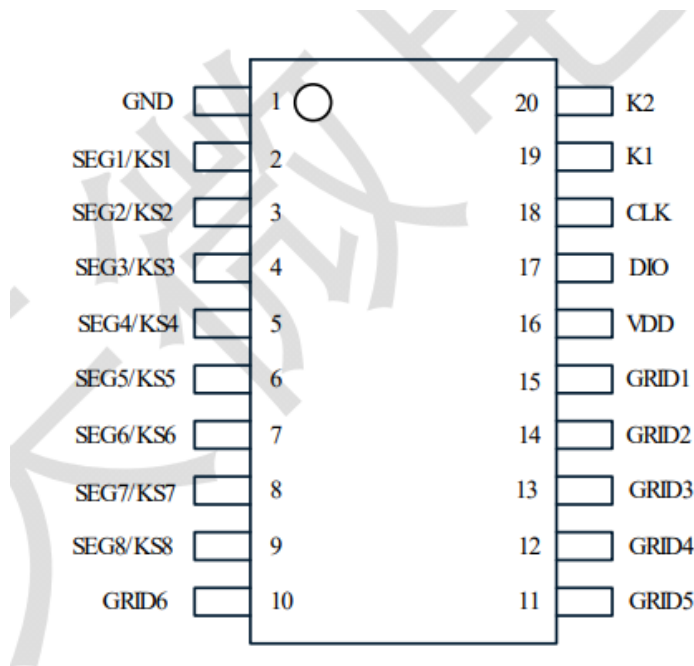 GND 1 20 K2
SEG1/KS1 2 19 K1
SEG2/KS2 3 18 CLK
SEG3/KS3 4 17 DIO
SEG4/KS4 5 16 VDD
SEG5/KS5 6 15 GRID1
SEG6/KS6 7 14 GRID2
SEG7/KS7 8 13 GRID3
SEG8/KS8 9 12 GRID4
GRID6 10 11 GRID5